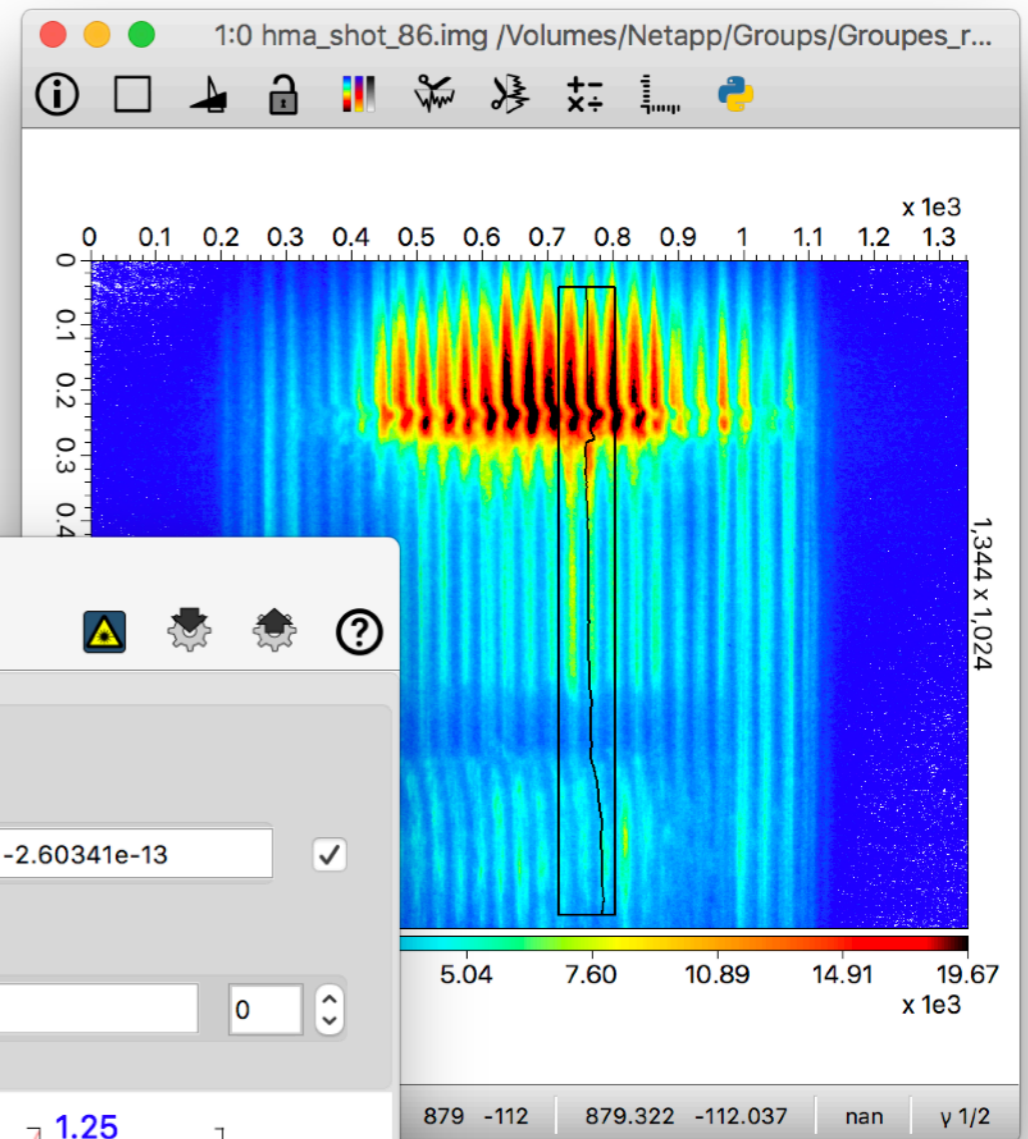 1:0 hma_shot_86.img /Volumes/Netapp/Groups/Groupes_r...
x 1e3
0 0.1 0.2 0.3 0.4 0.5 0.6 0.7 0.8 0.9 1 1.1 1.2 1.3
0
0.1
0.2
0.3
0.4
1,344 x 1,024
-2.60341e-13
0
5.04 7.60 10.89 14.91 19.67
x 1e3
1.25
879 -112 879.322 -112.037 nan γ 1/2